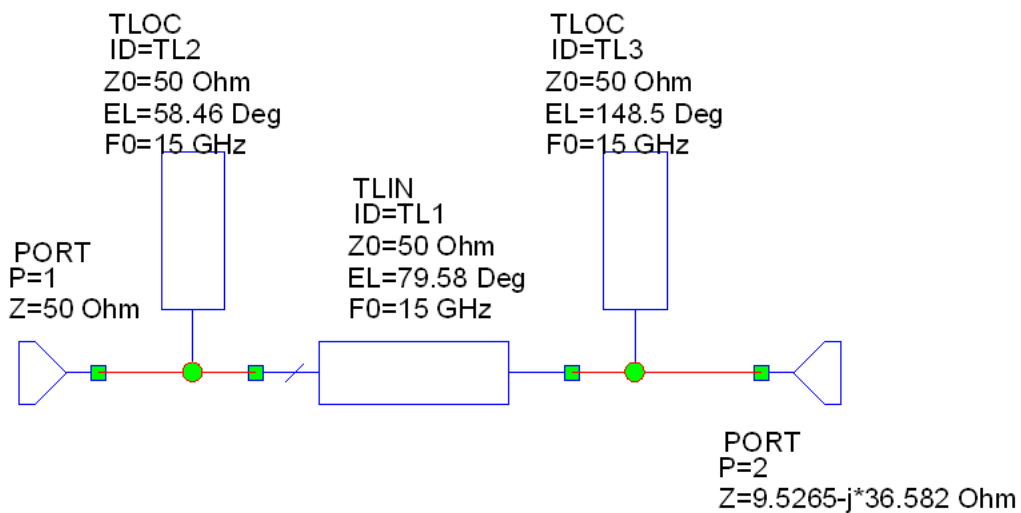 TLOC
ID=TL2
Z0=50 Ohm
EL=58.46 Deg
F0=15 GHz
TLOC
ID=TL3
Z0=50 Ohm
EL=148.5 Deg
F0=15 GHz
TLIN
ID=TL1
Z0=50 Ohm
EL=79.58 Deg
F0=15 GHz
PORT
P=1
Z=50 Ohm
PORT
P=2
Z=9.5265-j*36.582 Ohm